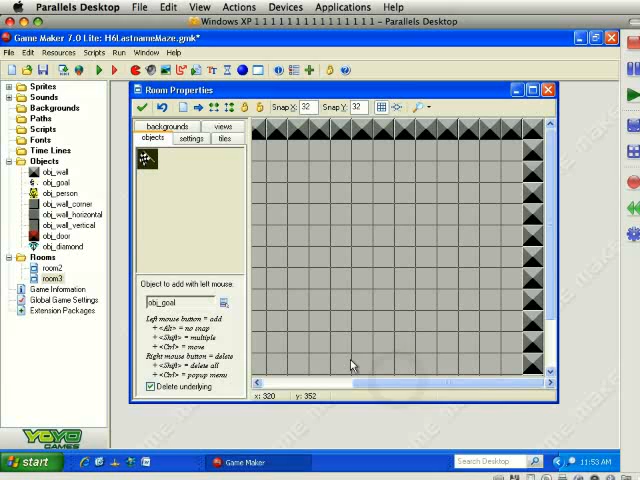 Parallels Desktop File Edit View Actions Devices Applications Help
Windows XP 1 1 1 1 1 1 1 1 1 1 1 1 1 1 1 - Parallels Desktop
Game Maker 7.0 Lite: H6LastnameMaze.gmk*
File Edit Resources Run Window Help
Sprites
Sounds
Backgrounds
Paths
Scripts
Fonts
Time Lines
Objects
obj_wall
obj_goal
obj_person
obj_wall_corner
obj_wall_horizontal
obj_wall_vertical
obj_door
obj_diamond
Rooms
room2
room3
Game Information
Global Game Settings
Extension Packages
YOYO
GAMES
Room Properties
Snap X: 32 Snap Y: 32
backgrounds views
objects settings tiles
Object to add with left mouse:
obj_goal
Left mouse button = add
+ <Alt> = no snap
+ <Shift> = multiple
+ <Ctrl> = move
Right mouse button = delete
+ <Shift> = delete all
+ <Ctrl> = popup menu
Delete underlying
x: 320 y: 352
start
Game Maker
Search Desktop
11:53 AM